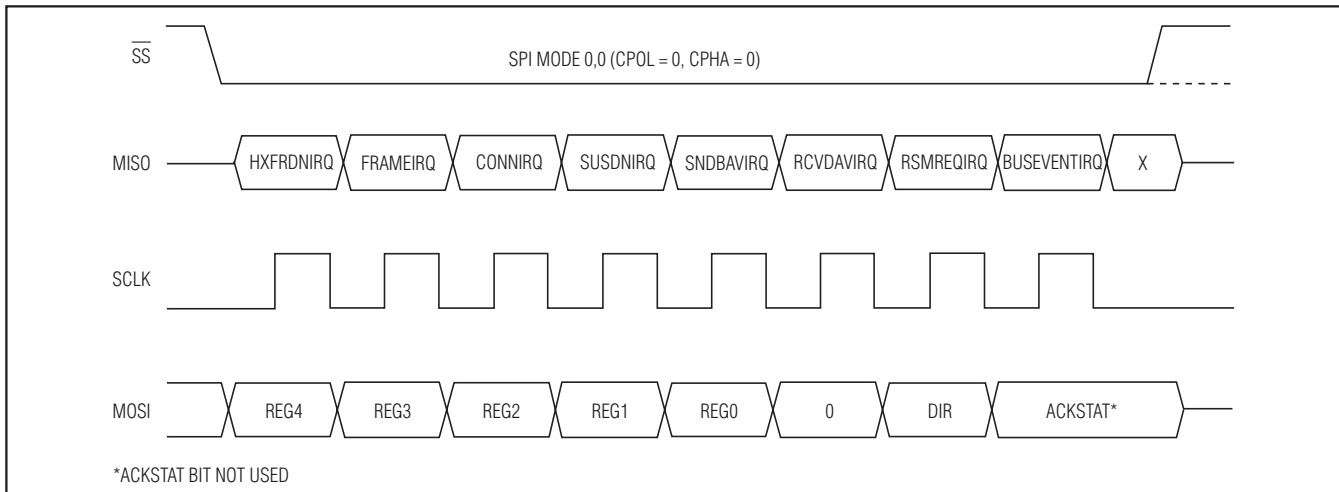 SS
SPI MODE 0,0 (CPOL = 0, CPHA = 0)
MISO HXFRDNIRQ FRAMEIRQ CONNIRQ SUSDNIRQ SNDBAVIRQ RCVDAVIRQ RSMREQIRQ BUSEVENTIRQ X
SCLK
MOSI REG4 REG3 REG2 REG1 REG0 0 DIR ACKSTAT*
*ACKSTAT BIT NOT USED